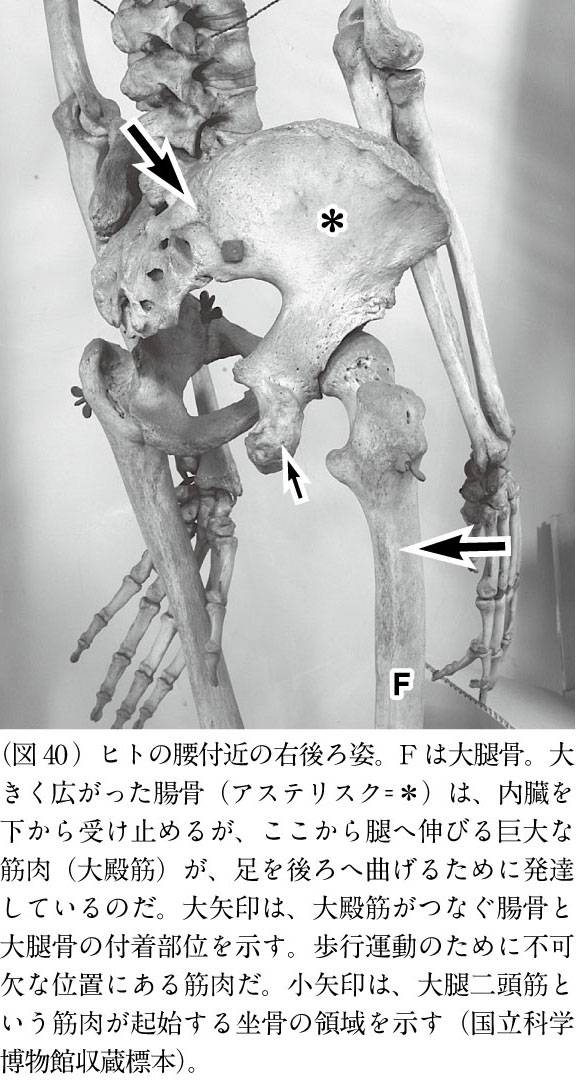 *
F
(図40)ヒトの腰付近の右後ろ姿。Fは大腿骨。大
きく広がった腸骨(アステリスク=*)は、内臓を
下から受け止めるが、ここから腿へ伸びる巨大な
筋肉(大殿筋)が、足を後ろへ曲げるために発達
しているのだ。大矢印は、大殿筋がつなぐ腸骨と
大腿骨の付着部位を示す。歩行運動のために不可
欠な位置にある筋肉だ。小矢印は、大腿二頭筋と
いう筋肉が起始する坐骨の領域を示す(国立科学
博物館収蔵標本)。